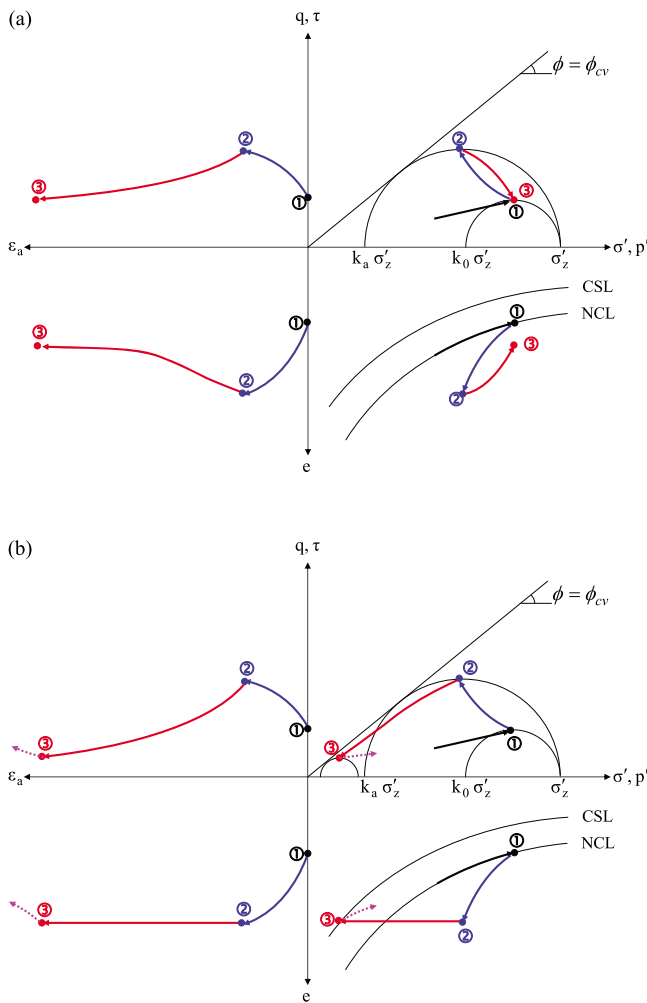 (a)
q, τ
ϕ = ϕcv
②
②
③
③
①
①
εa
ka σ′z
k0 σ′z
σ′z
σ′, p′
CSL
①
①
NCL
③
③
②
②
e
(b)
q, τ
ϕ = ϕcv
②
②
①
①
③
③
εa
ka σ′z
k0 σ′z
σ′z
σ′, p′
CSL
①
①
NCL
③
②
③
②
e